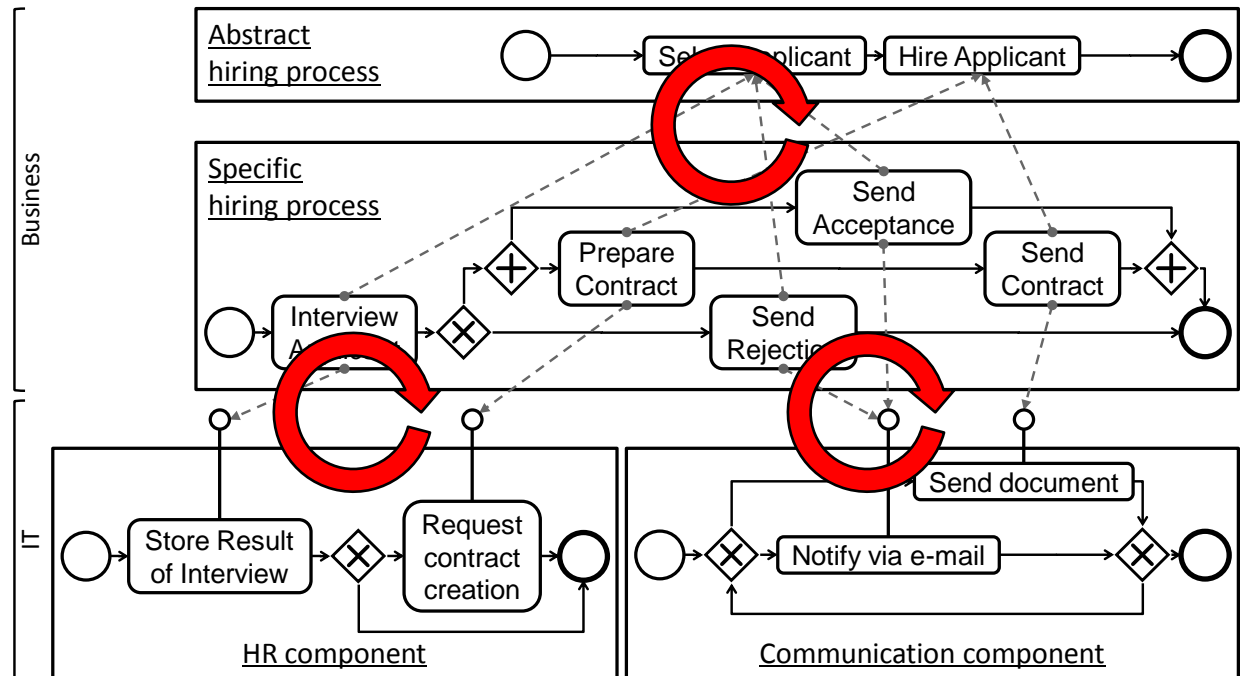 Abstract
hiring process
Hire Applicant
Business
Specific
hiring process
Send
Acceptance
Prepare
Contract
Send
Contract
Interview
Send
IT
Send document
Store Result
of Interview
Request
contract
creation
Notify via e-mail
HR component
Communication component